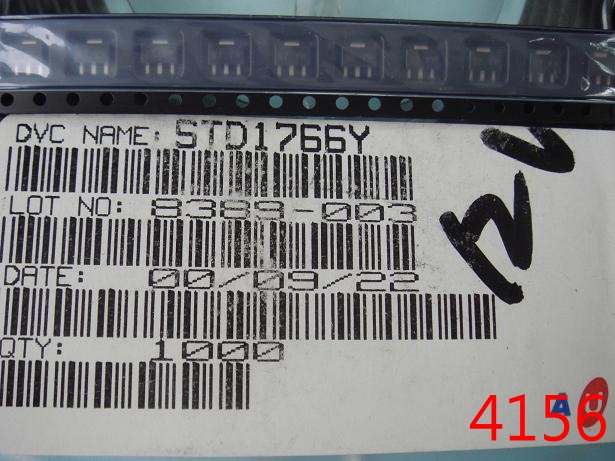 DVC NAME: STD1766Y
LOT NO: 8389-003
DATE: 00/09/22
QTY: 1000
4156